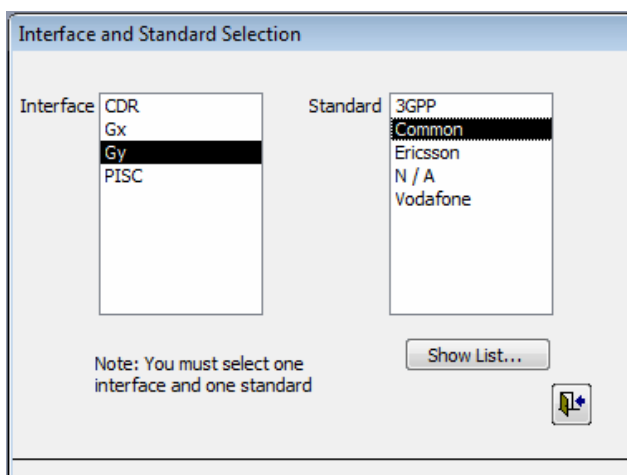 Interface and Standard Selection
Interface
CDR
Gx
Gy
PISC
Standard
3GPP
Common
Ericsson
N / A
Vodafone
Note: You must select one
interface and one standard
Show List...